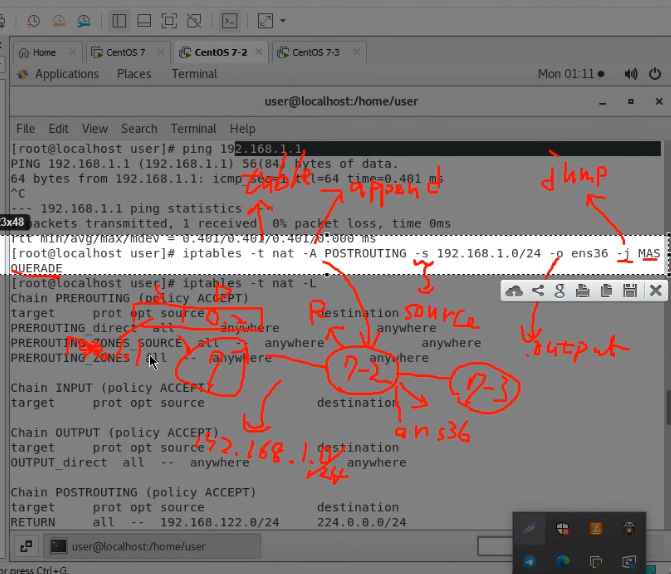 Home
CentOS 7
CentOS 7-2
CentOS 7-3
Applications Places Terminal
Mon 01:11
user@localhost:/home/user
File Edit View Search Terminal Help
[root@localhost user]# ping 192.168.1.1
PING 192.168.1.1 (192.168.1.1) 56(84) bytes of data.
64 bytes from 192.168.1.1: icmp_seq=1 ttl=64 time=0.401 ms
^C
table
append
--- 192.168.1.1 ping statistics ---
packets transmitted, 1 received, 0% packet loss, time 0ms
3x48
rtt min/avg/max/mdev = 0.401/0.401/0.401/0.000 ms
[root@localhost user]# iptables -t nat -A POSTROUTING -s 192.168.1.0/24 -o ens36 -j MAS
QUERADE
[root@localhost user]# iptables -t nat -L
Chain PREROUTING (policy ACCEPT)
target prot opt source destination
source
PREROUTING_direct all -- anywhere anywhere
PREROUTING_ZONES_SOURCE all -- anywhere anywhere
PREROUTING_ZONES all -- anywhere anywhere
output
P
7
7-2
7-3
Chain INPUT (policy ACCEPT)
target prot opt source destination
ens36
Chain OUTPUT (policy ACCEPT)
192.168.1.0/24
target prot opt source destination
OUTPUT_direct all -- anywhere anywhere
Chain POSTROUTING (policy ACCEPT)
target prot opt source destination
RETURN all -- 192.168.122.0/24 224.0.0.0/24
user@localhost:/home/user
or press Ctrl+G.